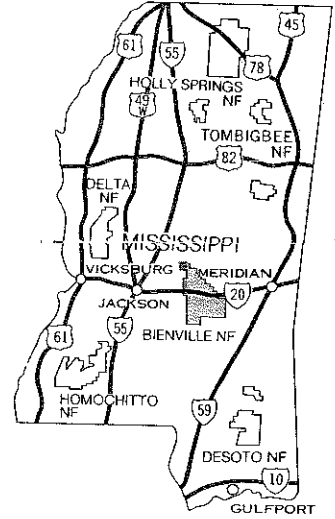 61
55
45
78
HOLLY SPRINGS
NF
49
W
TOMBIGBEE
NF
82
DELTA
NF
MISSISSIPPI
VICKSBURG
MERIDIAN
JACKSON
20
BIENVILLE NF
61
55
HOMOCHITTO
NF
59
DESOTO NF
10
GULFPORT